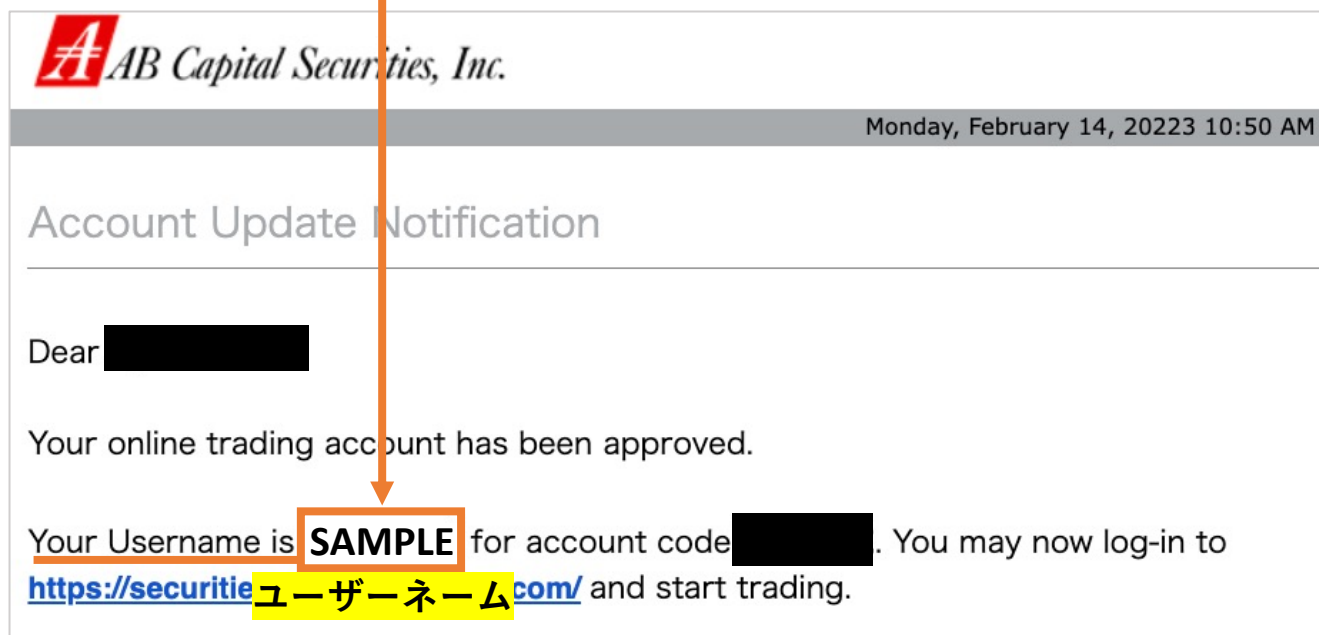 AB Capital Securities, Inc.
Monday, February 14, 20223 10:50 AM
Account Update Notification
Dear
Your online trading account has been approved.
Your Username is SAMPLE for account code . You may now log-in to
https://securitie com/ and start trading.
ユーザーネーム